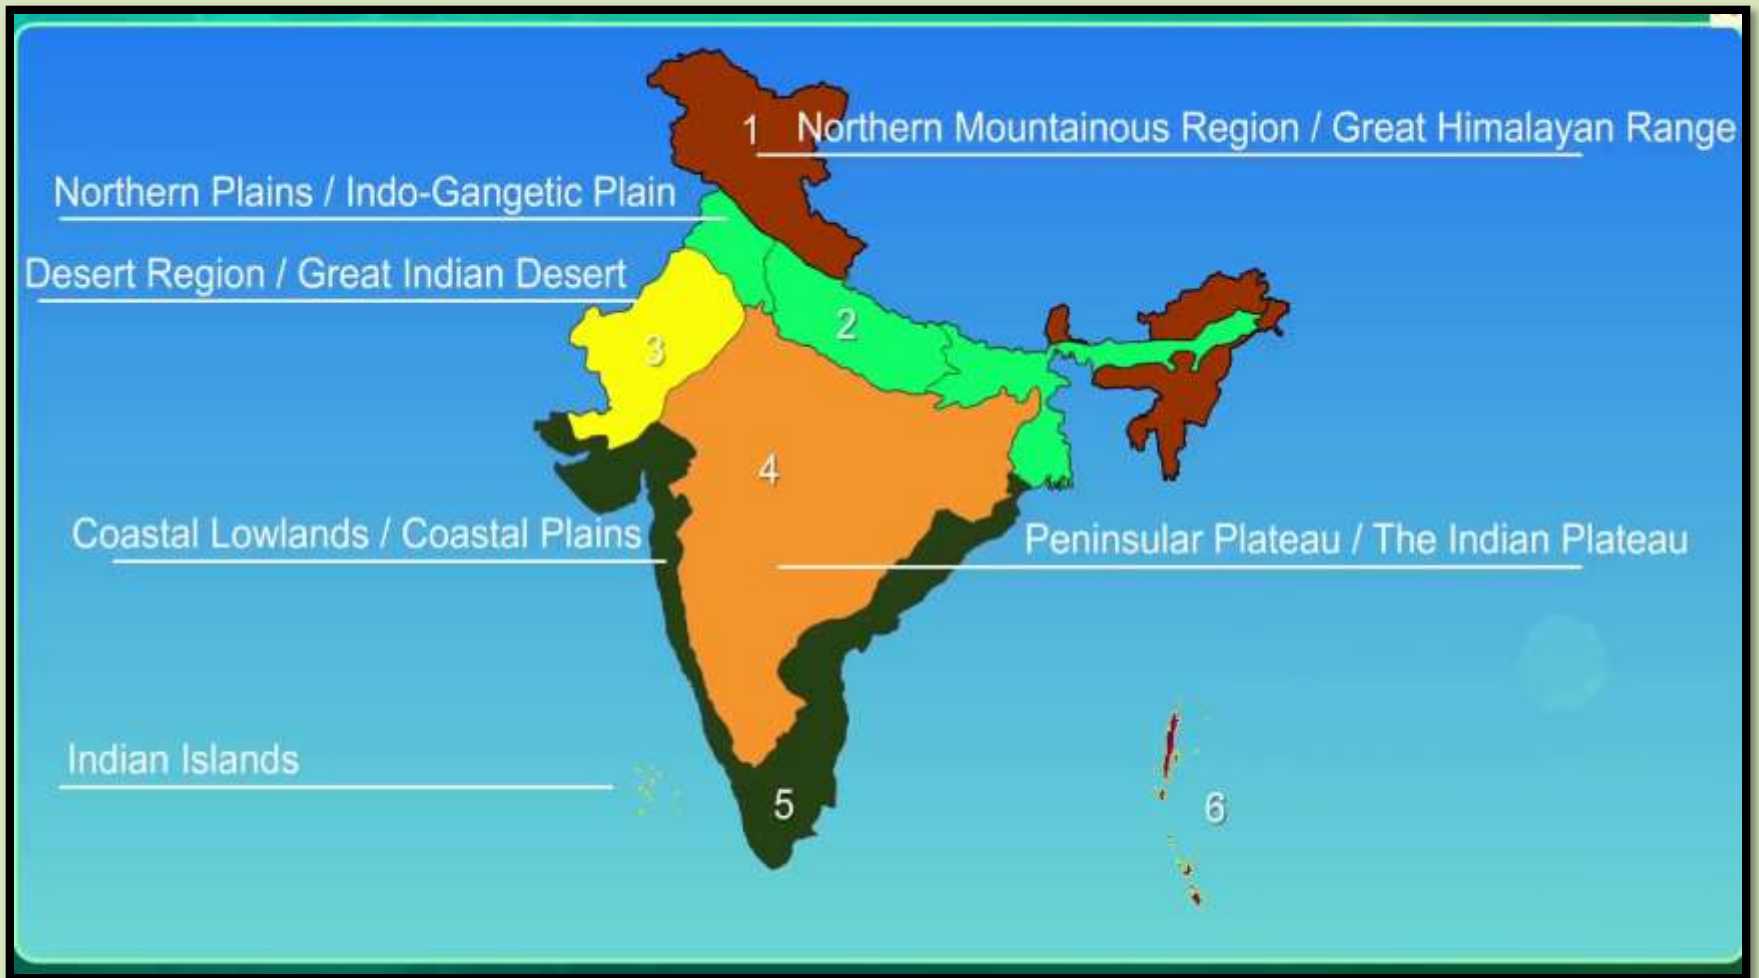 1 Northern Mountainous Region / Great Himalayan Range
Northern Plains / Indo-Gangetic Plain
Desert Region / Great Indian Desert
2
3
4
Coastal Lowlands / Coastal Plains
Peninsular Plateau / The Indian Plateau
Indian Islands
5
6